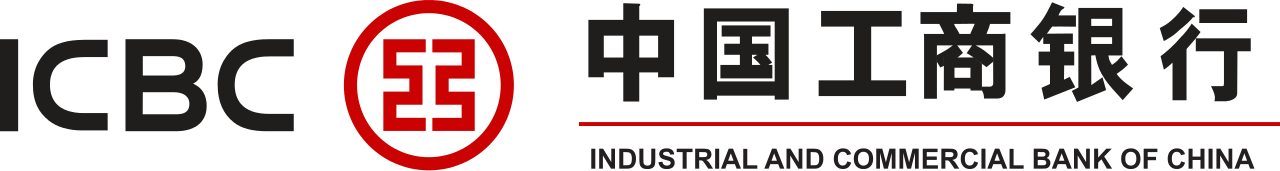 ICBC
中国工商银行
INDUSTRIAL AND COMMERCIAL BANK OF CHINA